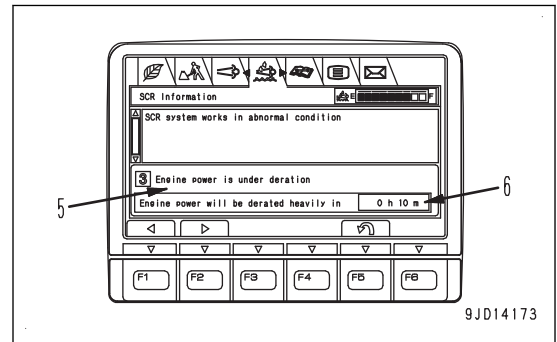 SCR Information
E F
SCR system works in abnormal condition
3 Engine power is under deration
Engine power will be derated heavily in 0 h 10 m
5
6
F1 F2 F3 F4 F5 F6
9JD14173